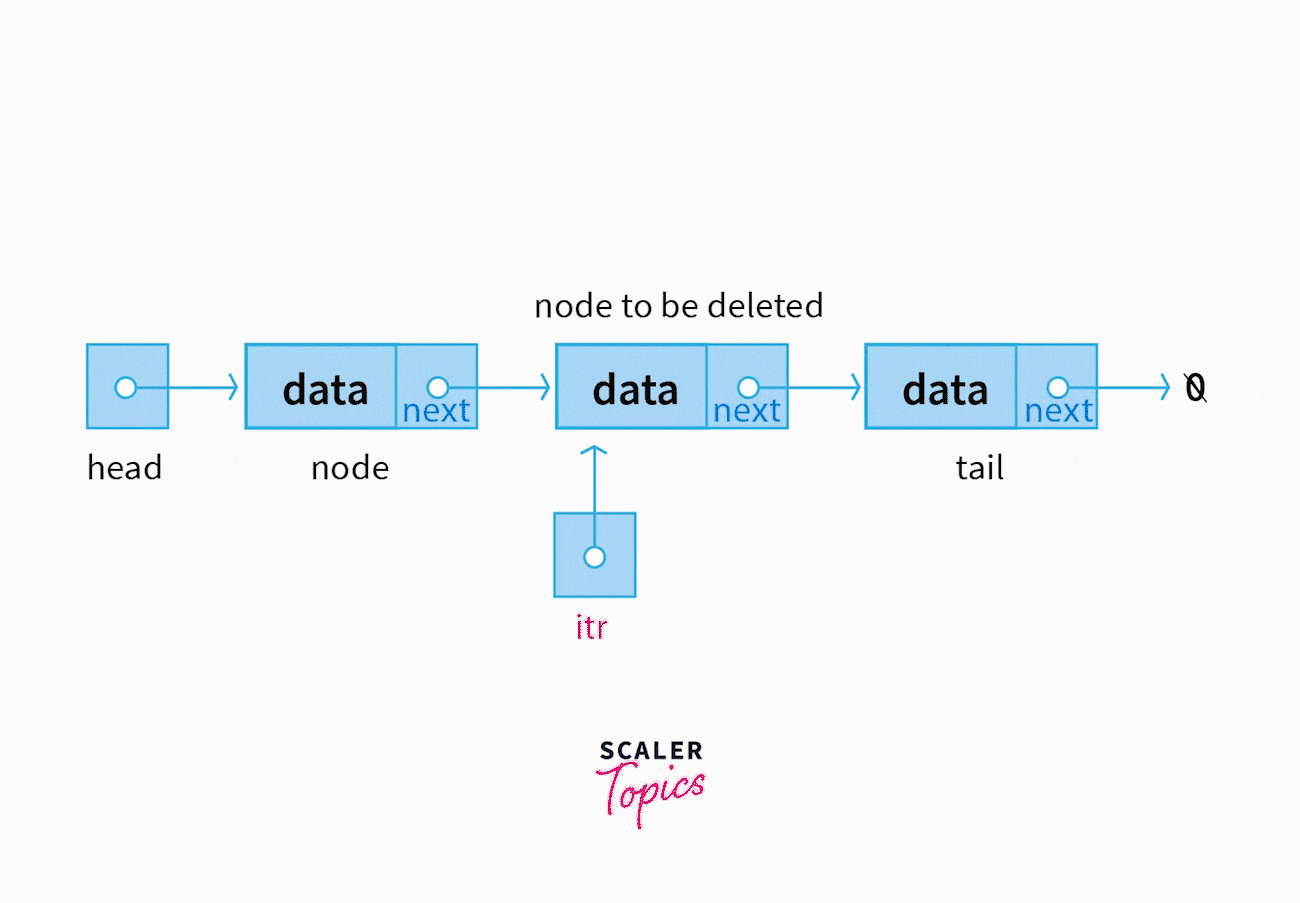 node to be deleted
data next data next data next 0
head node tail
itr
SCALER
Topics